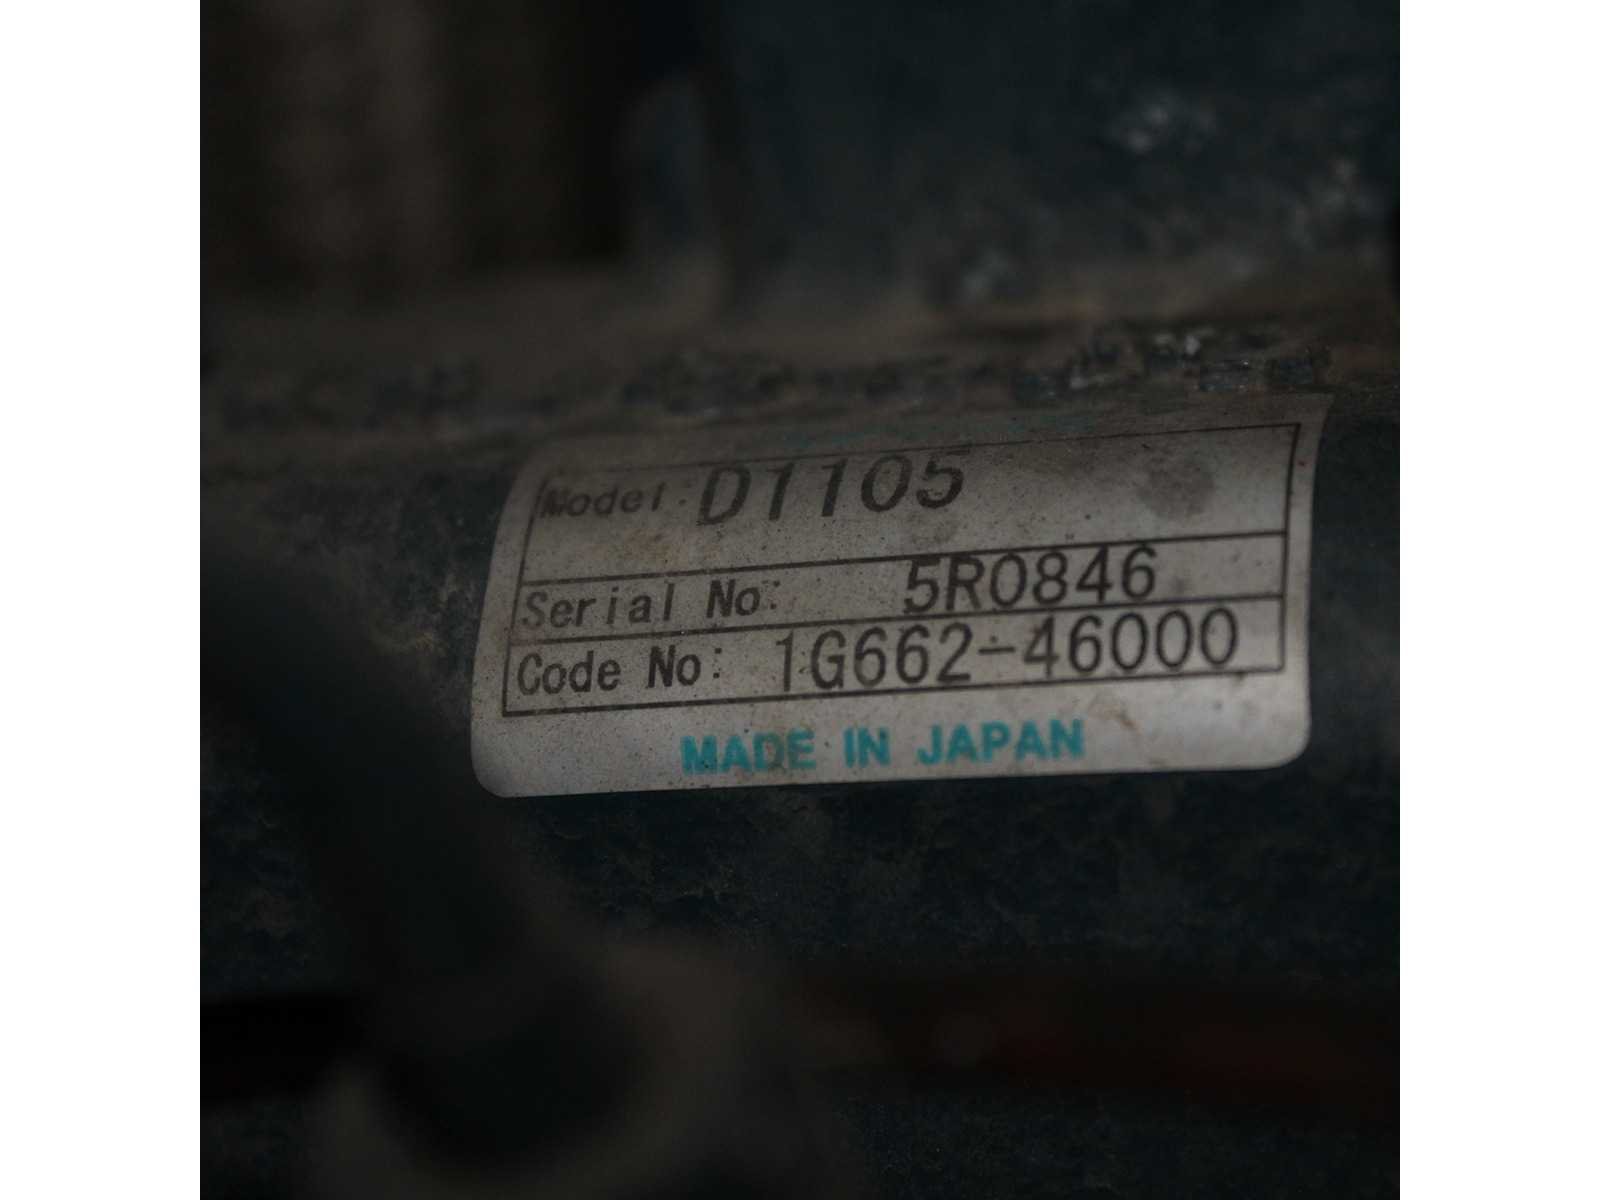 Model: D1105
Serial No: 5R0846
Code No: 1G662-46000
MADE IN JAPAN